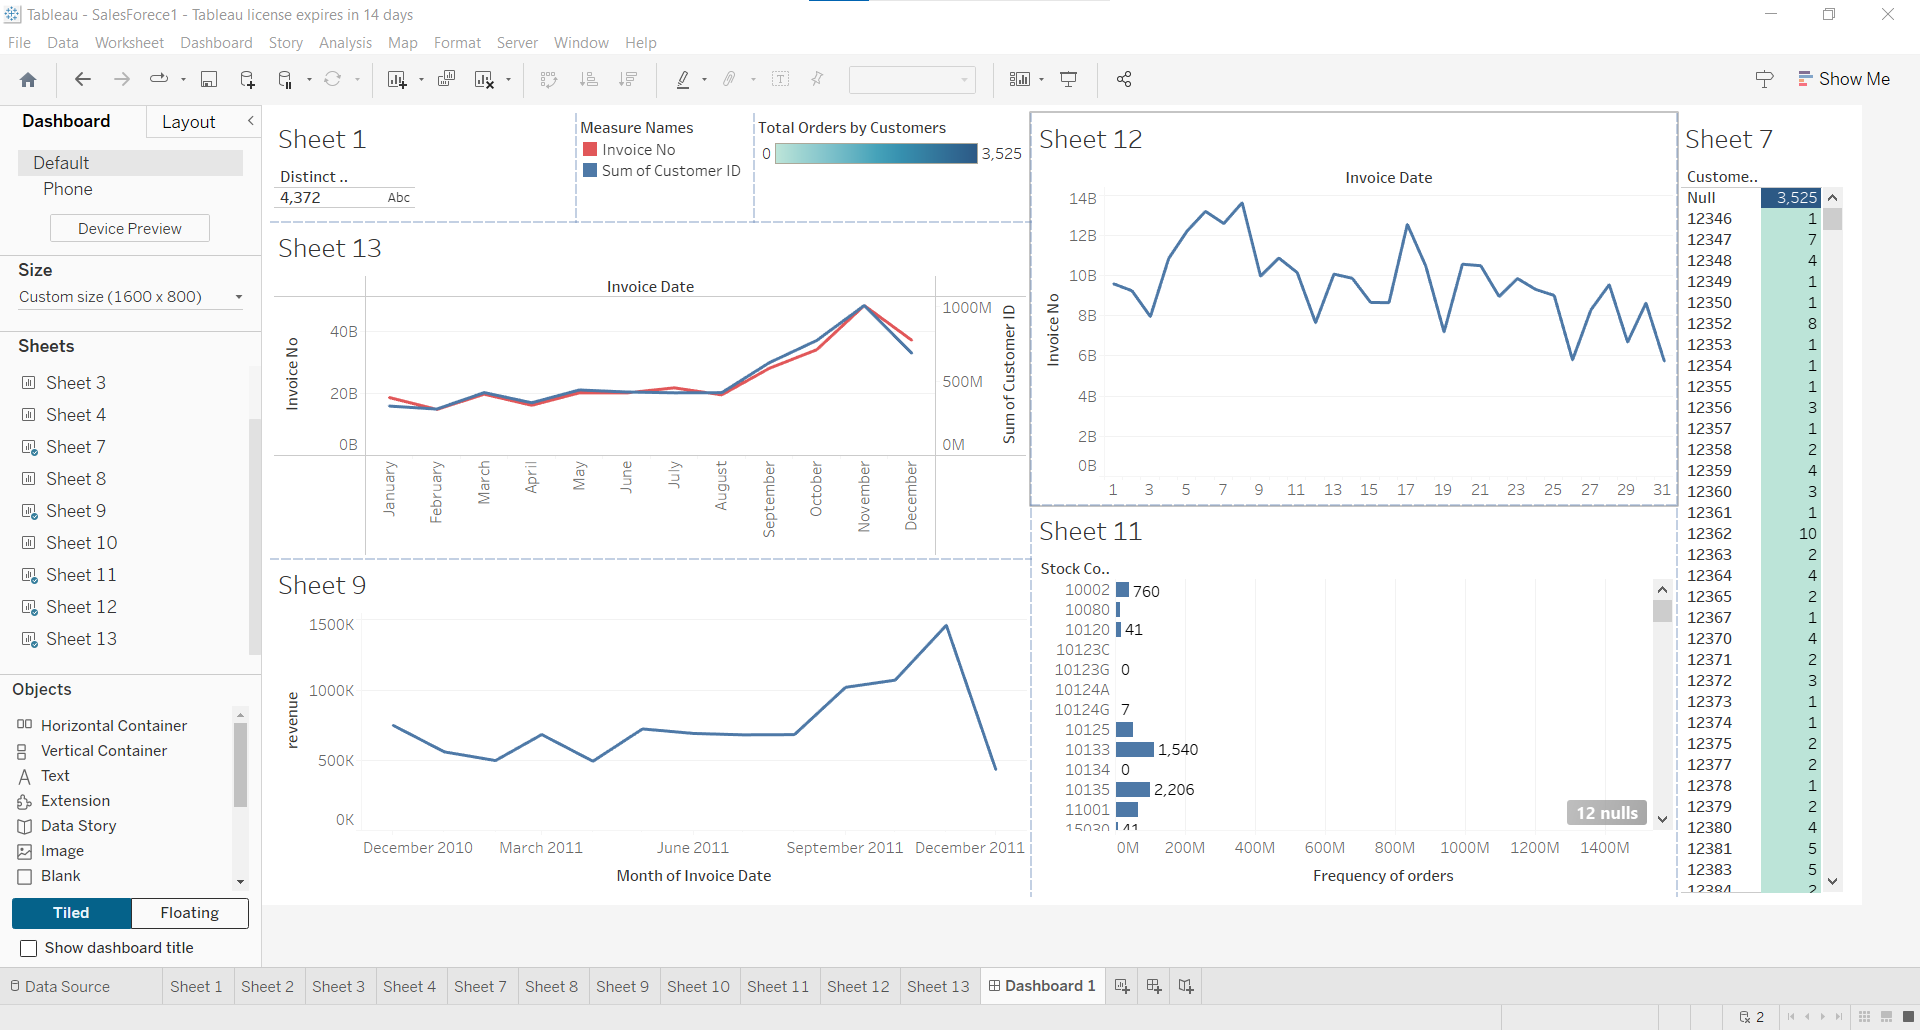 Tableau - SalesForece1 - Tableau license expires in 14 days
File Data Worksheet Dashboard Story Analysis Map Format Server Window Help
Show Me
Dashboard Layout
Default
Phone
Device Preview
Size
Custom size (1600 x 800)
Sheets
Sheet 3
Sheet 4
Sheet 7
Sheet 8
Sheet 9
Sheet 10
Sheet 11
Sheet 12
Sheet 13
Objects
Horizontal Container
Vertical Container
Text
Extension
Data Story
Image
Blank
Tiled Floating
Show dashboard title
Sheet 1
Distinct ..
4,372 Abc
Measure Names
Invoice No
Sum of Customer ID
Total Orders by Customers
0 3,525
Sheet 13
Invoice Date
Invoice No
40B
20B
0B
1000M
500M
0M
Sum of Customer ID
January February March April May June July August September October November December
Sheet 9
revenue
1500K
1000K
500K
0K
December 2010 March 2011 June 2011 September 2011 December 2011
Month of Invoice Date
Sheet 12
Invoice Date
Invoice No
14B
12B
10B
8B
6B
4B
2B
0B
1 3 5 7 9 11 13 15 17 19 21 23 25 27 29 31
Sheet 11
Stock Co..
10002 760
10080
10120 41
10123C
10123G 0
10124A
10124G 7
10125
10133 1,540
10134 0
10135 2,206
11001
15030 41
12 nulls
0M 200M 400M 600M 800M 1000M 1200M 1400M
Frequency of orders
Sheet 7
Custome..
Null 3,525
12346 1
12347 7
12348 4
12349 1
12350 1
12352 8
12353 1
12354 1
12355 1
12356 3
12357 1
12358 2
12359 4
12360 3
12361 1
12362 10
12363 2
12364 4
12365 2
12367 1
12370 4
12371 2
12372 3
12373 1
12374 1
12375 2
12377 2
12378 1
12379 2
12380 4
12381 5
12383 5
12384 2
Data Source Sheet 1 Sheet 2 Sheet 3 Sheet 4 Sheet 7 Sheet 8 Sheet 9 Sheet 10 Sheet 11 Sheet 12 Sheet 13 Dashboard 1
2